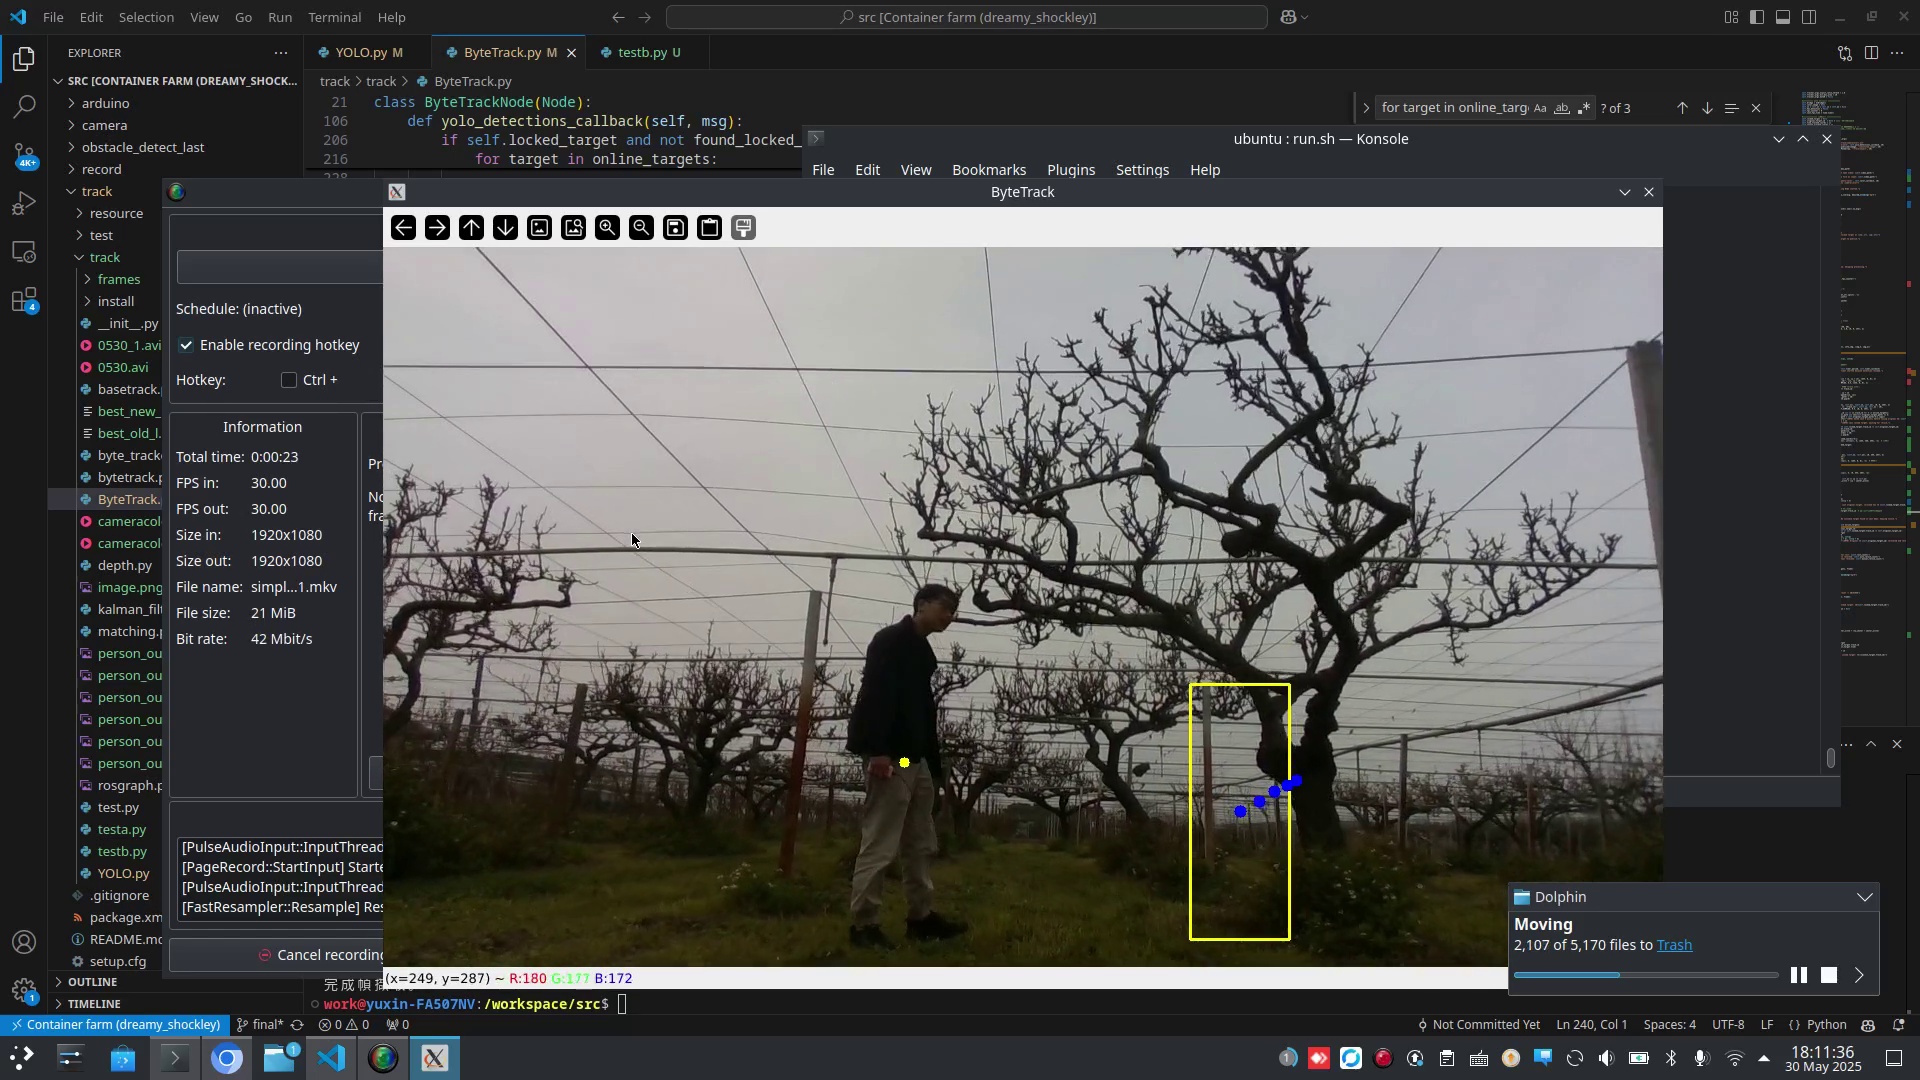 File Edit Selection View Go Run Terminal Help
src [Container farm (dreamy_shockley)]
EXPLORER
YOLO.py M
ByteTrack.py M
testb.py U
SRC [CONTAINER FARM (DREAMY_SHOCK...
track > track > ByteTrack.py
arduino
camera
obstacle_detect_last
record
track
resource
test
track
frames
install
__init__.py
0530_1.avi
0530.avi
basetrack.
best_new_
best_old_l.
byte_track
bytetrack.p
ByteTrack.
cameracol
cameracol
depth.py
image.png
kalman_filt
matching.p
person_ou
person_ou
person_ou
person_ou
person_ou
person_ou
rosgraph.p
test.py
testa.py
testb.py
YOLO.py
.gitignore
package.xm
README.md
setup.cfg
OUTLINE
TIMELINE
4K+
4
1
21 class ByteTrackNode(Node):
106 def yolo_detections_callback(self, msg):
206 if self.locked_target and not found_locked_
216 for target in online_targets:
for target in online_targ
Aa ab
? of 3
ubuntu : run.sh — Konsole
File Edit View Bookmarks Plugins Settings Help
ByteTrack
Schedule: (inactive)
Enable recording hotkey
Hotkey: Ctrl +
Information
Total time: 0:00:23
FPS in: 30.00
FPS out: 30.00
Size in: 1920x1080
Size out: 1920x1080
File name: simpl...1.mkv
File size: 21 MiB
Bit rate: 42 Mbit/s
Pr
No
fra
[PulseAudioInput::InputThread
[PageRecord::StartInput] Starte
[PulseAudioInput::InputThread
[FastResampler::Resample] Res
Cancel recording
(x=249, y=287) ~ R:180 G:177 B:172
work@yuxin-FA507NV:/workspace/src$
Dolphin
Moving
2,107 of 5,170 files to Trash
Container farm (dreamy_shockley)
final*
0 0
0
Not Committed Yet
Ln 240, Col 1
Spaces: 4
UTF-8
LF
{} Python
1
1
18:11:36
30 May 2025